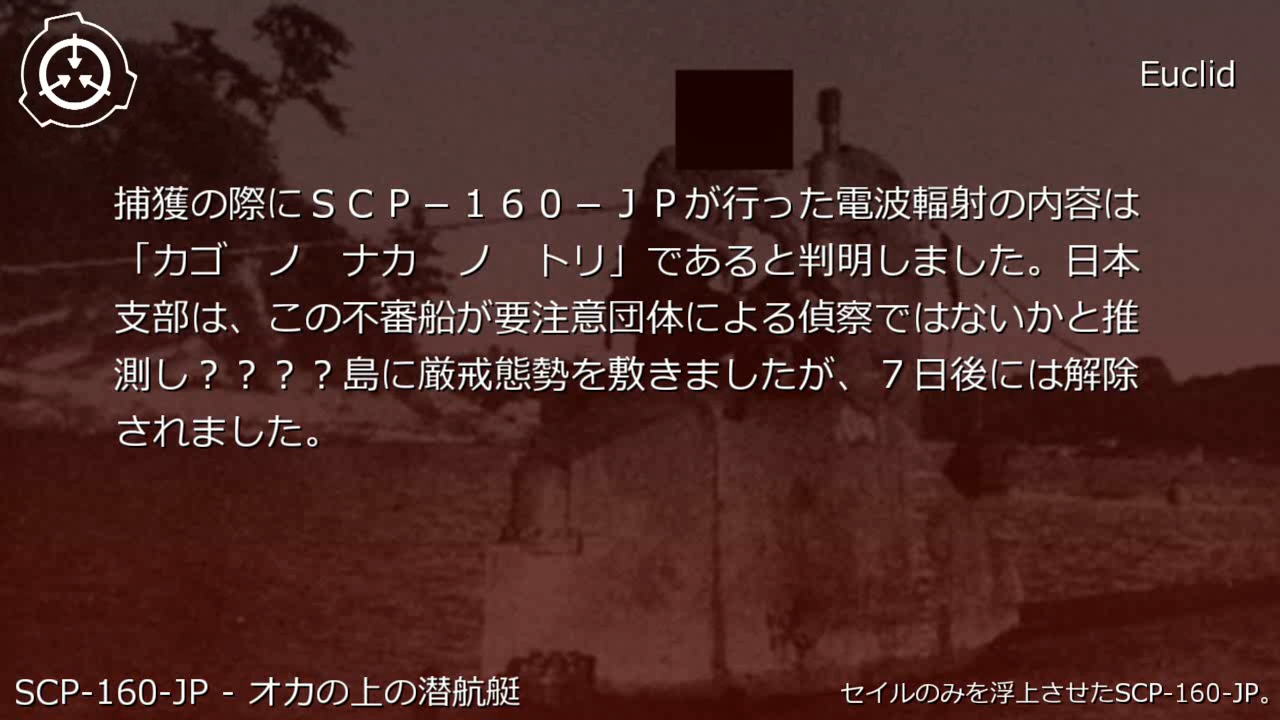 Euclid
捕獲の際にＳＣＰ－１６０－ＪＰが行った電波輻射の内容は
「カゴ　ノ　ナカ　ノ　トリ」であると判明しました。日本
支部は、この不審船が要注意団体による偵察ではないかと推
測し？？？？島に厳戒態勢を敷きましたが、７日後には解除
されました。
SCP-160-JP - オカの上の潜航艇
セイルのみを浮上させたSCP-160-JP。